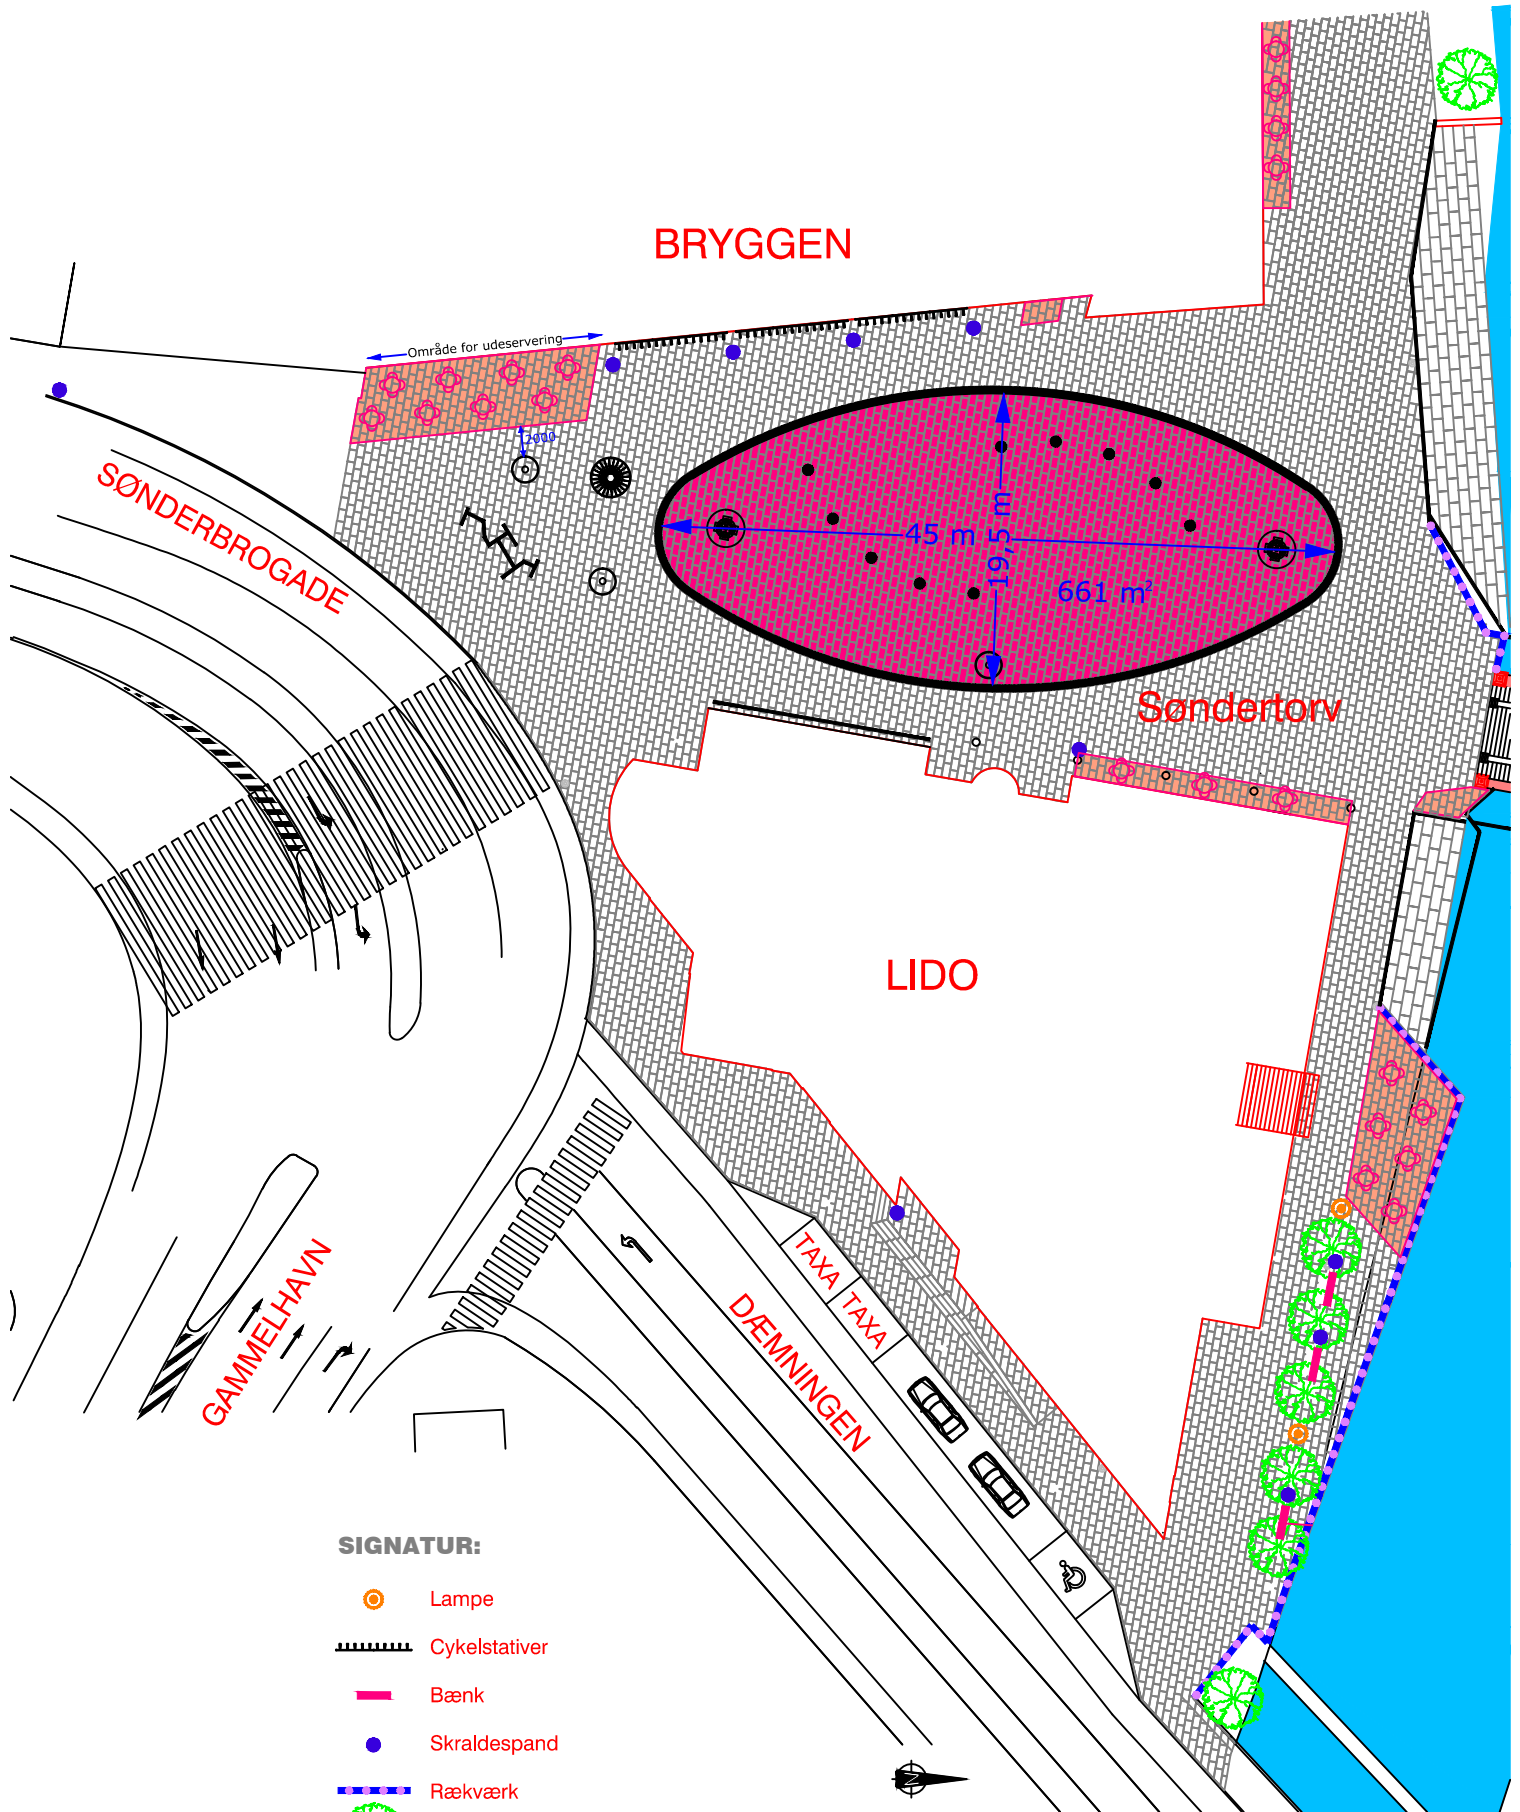 BRYGGEN
Område for udeservering
2000
SØNDERBROGADE
45 m
19,5 m
661 m²
Søndertorv
LIDO
TAXA
TAXA
DÆMNINGEN
GAMMELHAVN
SIGNATUR:
Lampe
Cykelstativer
Bænk
Skraldespand
Rækværk
N